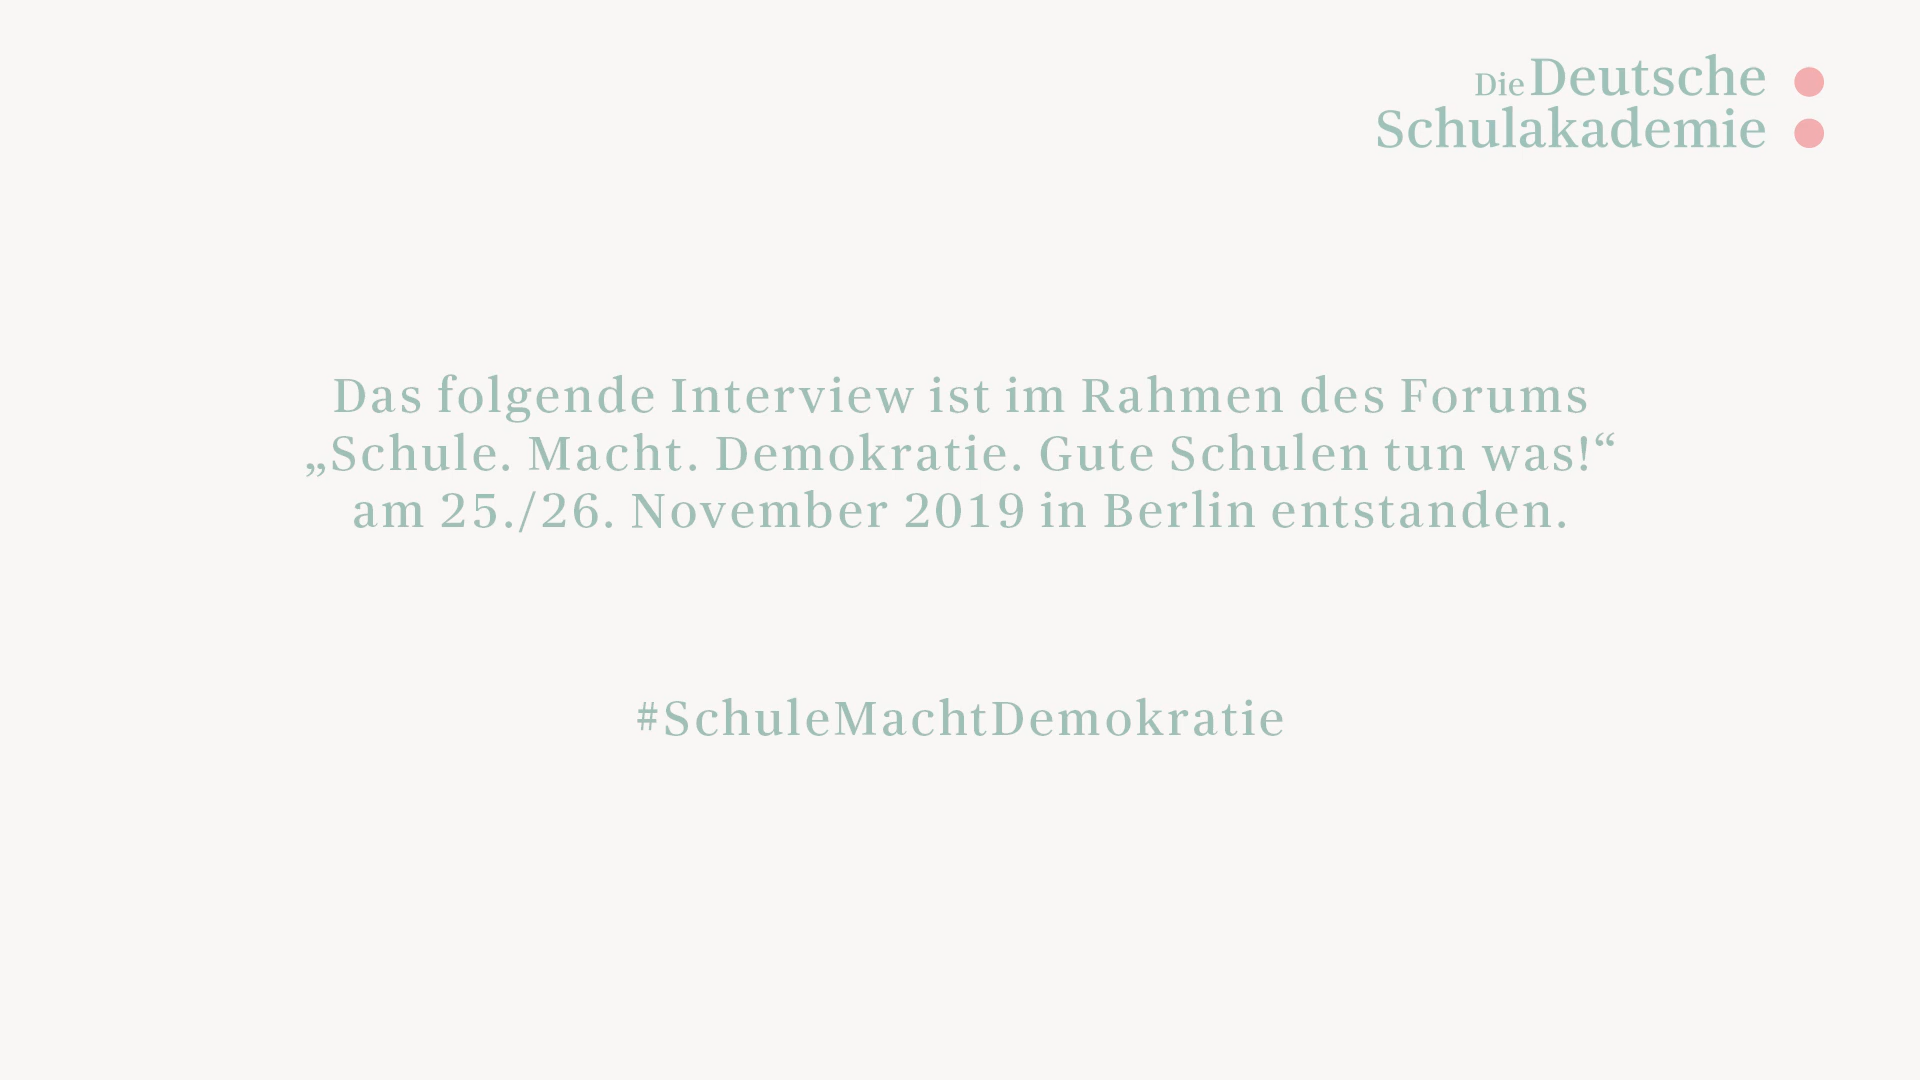 Die Deutsche
Schulakademie
Das folgende Interview ist im Rahmen des Forums
„Schule. Macht. Demokratie. Gute Schulen tun was!“
am 25./26. November 2019 in Berlin entstanden.
#SchuleMachtDemokratie